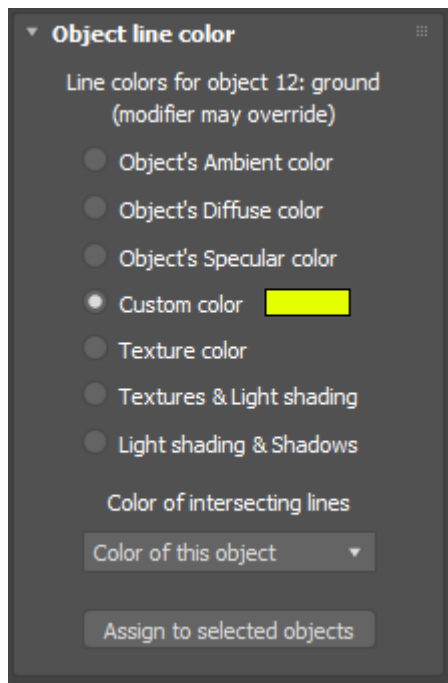 Object line color
Line colors for object 12: ground
(modifier may override)
Object's Ambient color
Object's Diffuse color
Object's Specular color
Custom color
Texture color
Textures & Light shading
Light shading & Shadows
Color of intersecting lines
Color of this object
Assign to selected objects